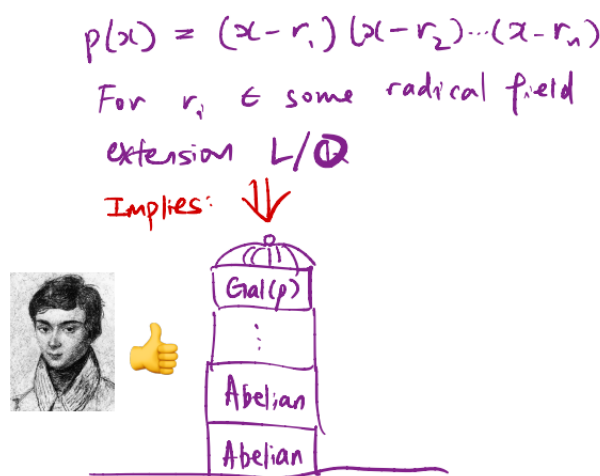 p(x) = (x-r₁)(x-r₂)...(x-rₙ)
For rᵢ ∈ some radical field
extension L/ℚ
Implies: ⇓
Gal(p)
⋮
Abelian
Abelian